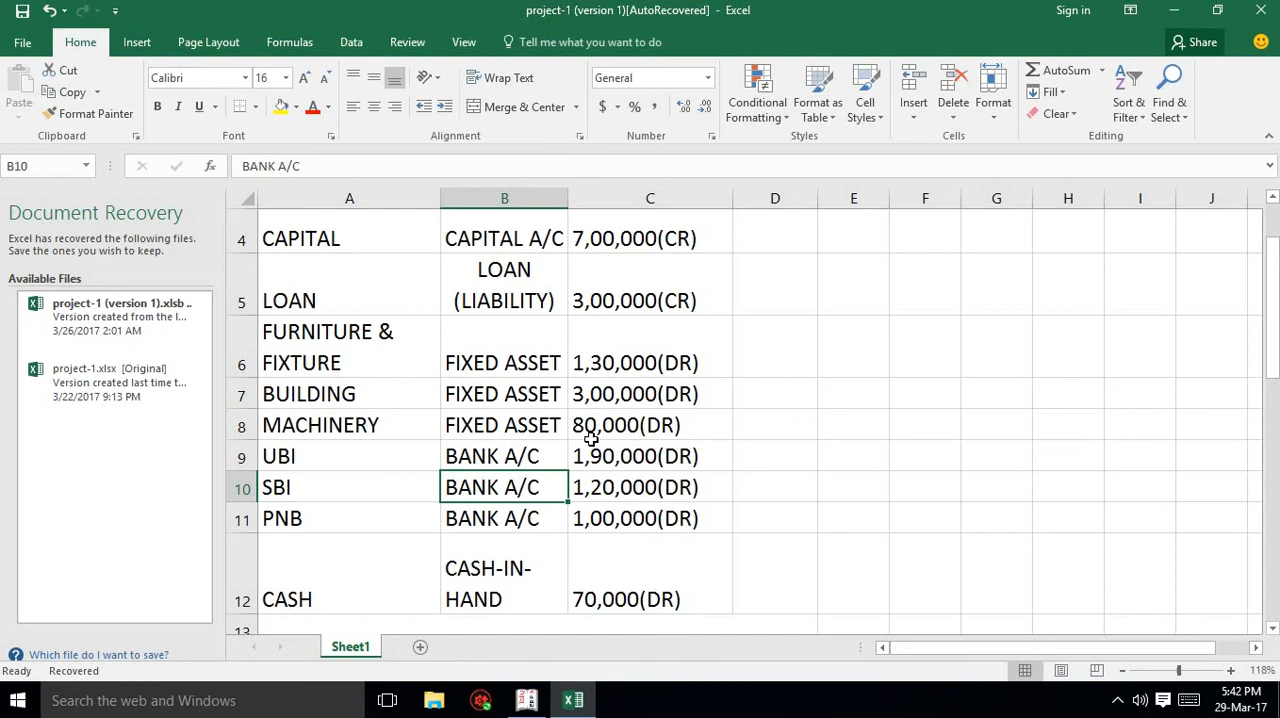 project-1 (version 1)[AutoRecovered] - Excel
Sign in
File Home Insert Page Layout Formulas Data Review View Tell me what you want to do Share
Paste
Cut
Copy
Format Painter
Clipboard
Calibri 16
B I U
Font
Wrap Text
Merge & Center
Alignment
General
$ % ,
Number
Conditional
Formatting
Format as
Table
Cell
Styles
Styles
Insert Delete Format
Cells
AutoSum
Fill
Clear
Sort &
Filter
Find &
Select
Editing
B10 fx BANK A/C
Document Recovery
Excel has recovered the following files.
Save the ones you wish to keep.
Available Files
project-1 (version 1).xlsb ..
Version created from the l...
3/26/2017 2:01 AM
project-1.xlsx [Original]
Version created last time t...
3/22/2017 9:13 PM
Which file do I want to save?
A B C D E F G H I J
4 CAPITAL CAPITAL A/C 7,00,000(CR)
LOAN
5 LOAN (LIABILITY) 3,00,000(CR)
FURNITURE &
6 FIXTURE FIXED ASSET 1,30,000(DR)
7 BUILDING FIXED ASSET 3,00,000(DR)
8 MACHINERY FIXED ASSET 80,000(DR)
9 UBI BANK A/C 1,90,000(DR)
10 SBI BANK A/C 1,20,000(DR)
11 PNB BANK A/C 1,00,000(DR)
CASH-IN-
12 CASH HAND 70,000(DR)
13
Sheet1
Ready Recovered 118%
Search the web and Windows
5:42 PM
29-Mar-17